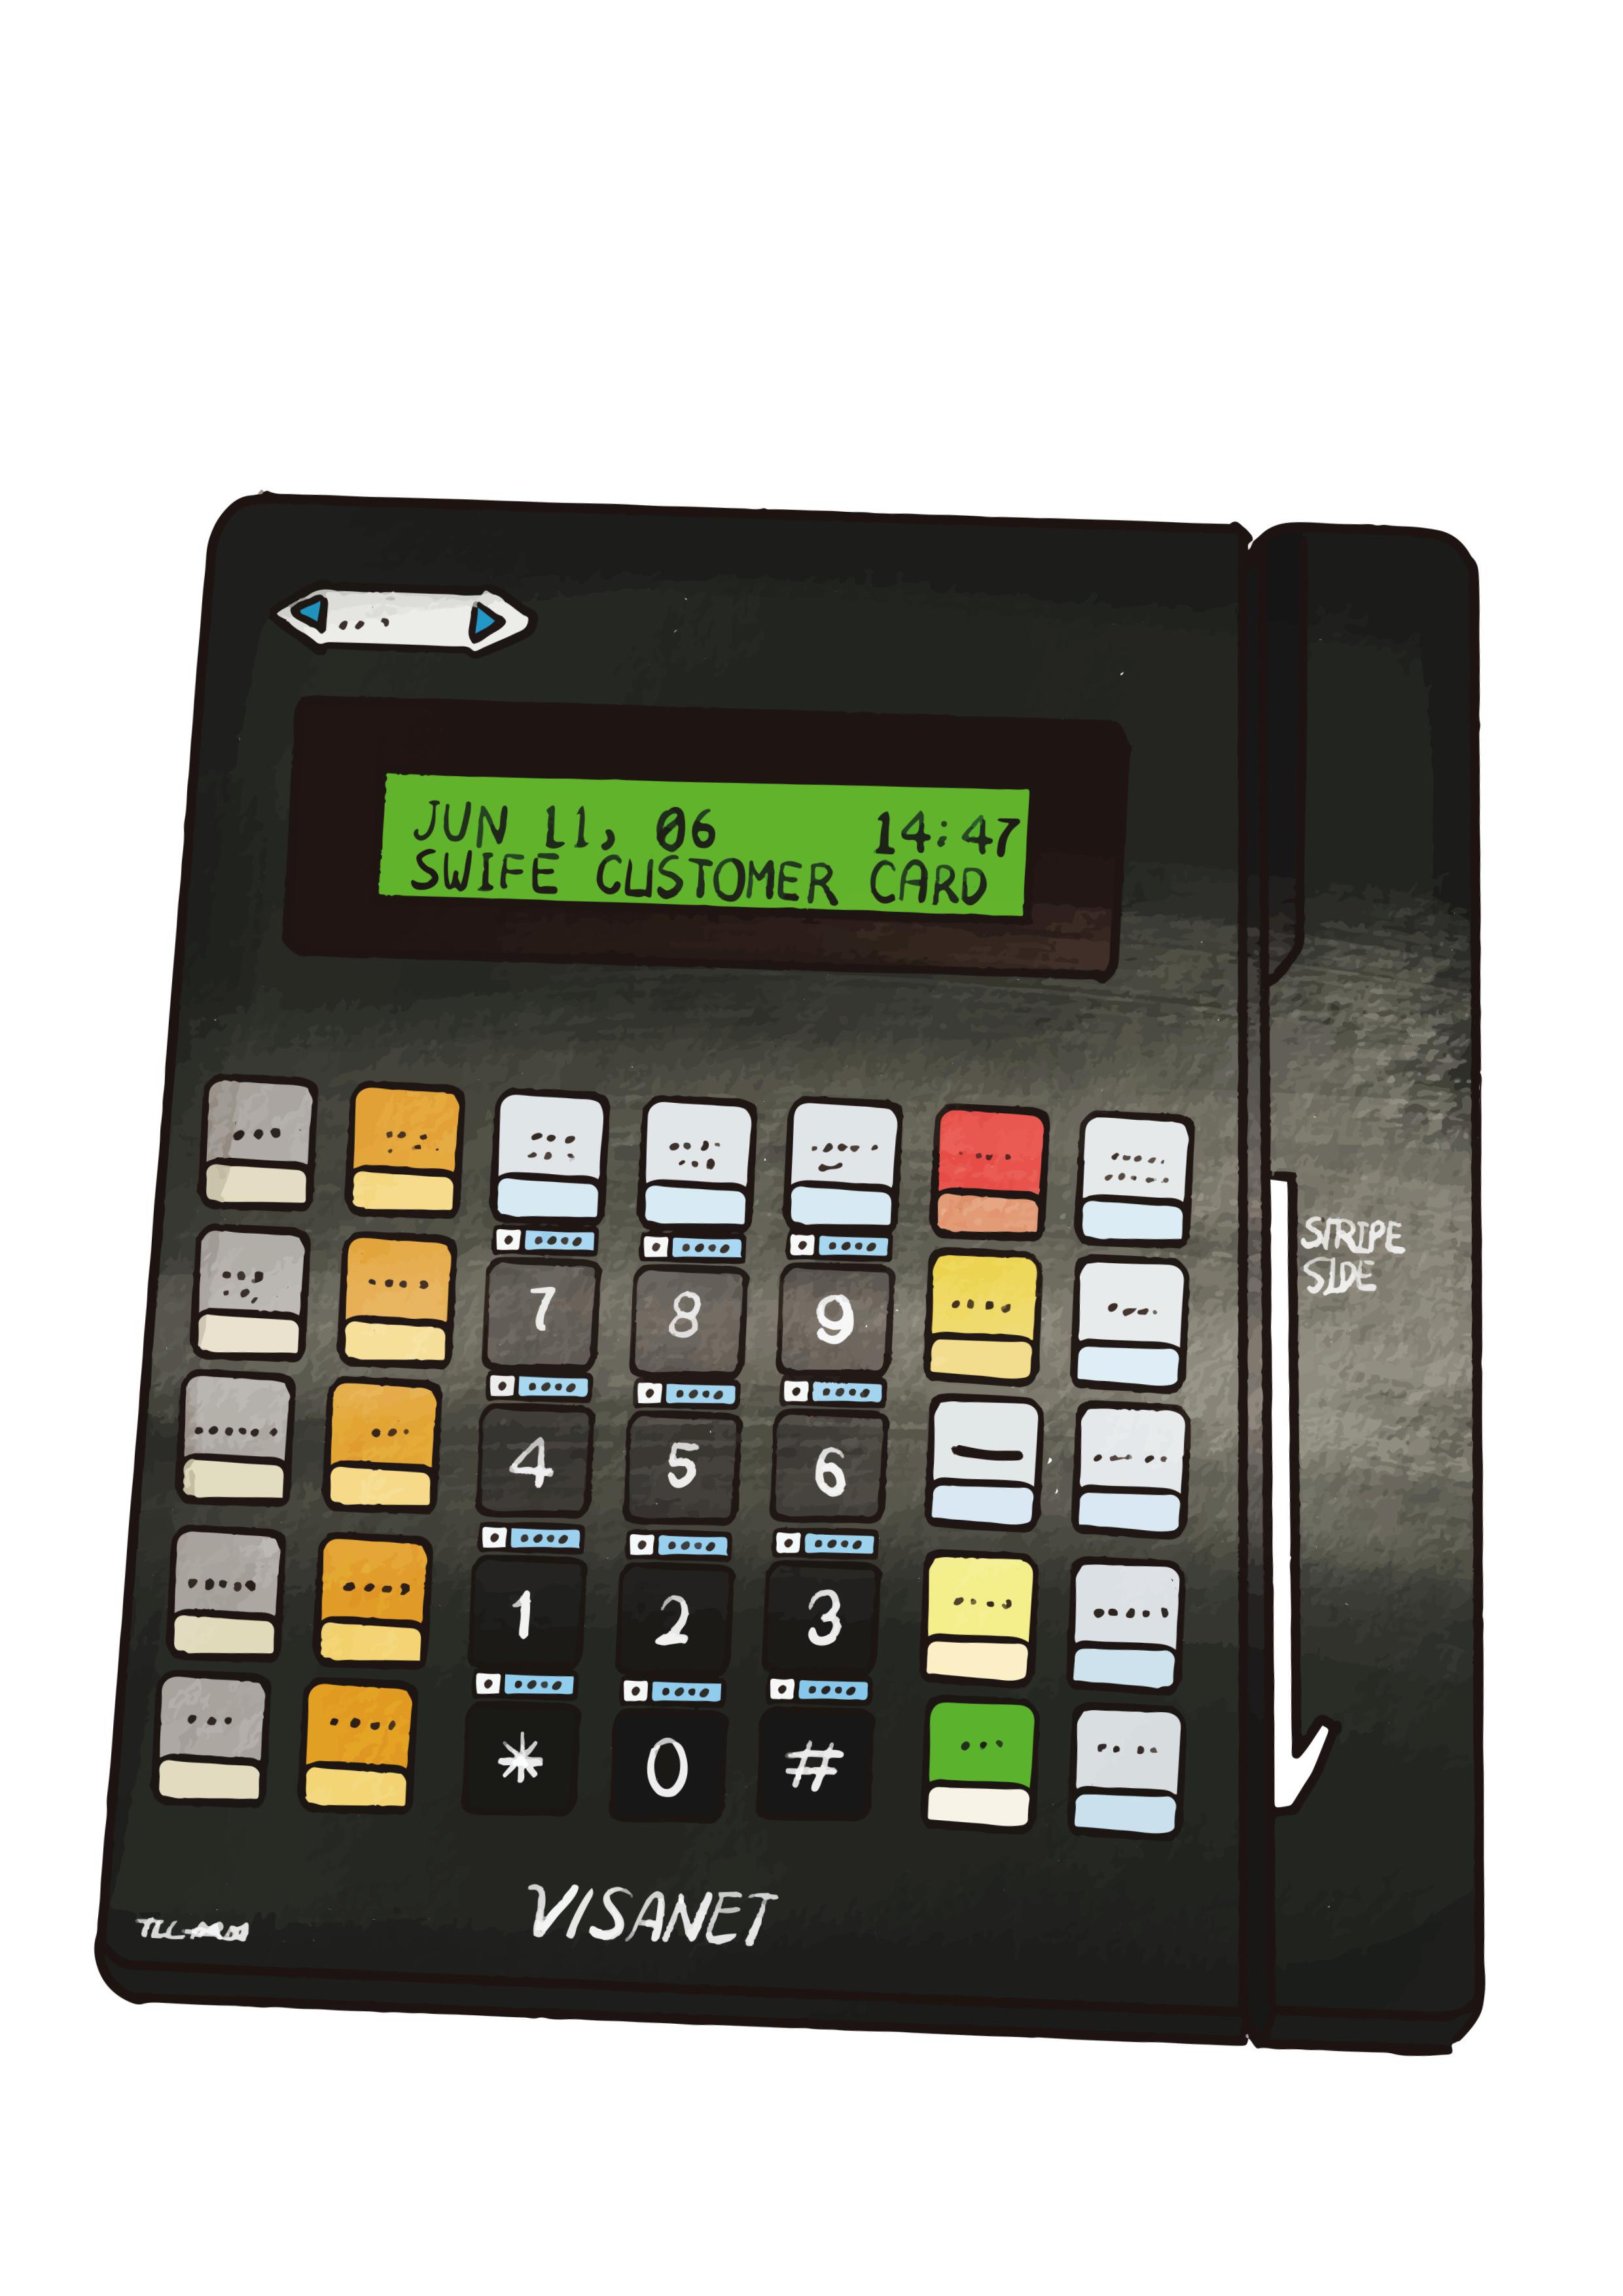 JUN 11, 06 14:47
SWIFE CUSTOMER CARD
STRIPE
SIDE
7 8 9
4 5 6
1 2 3
* 0 #
VISANET